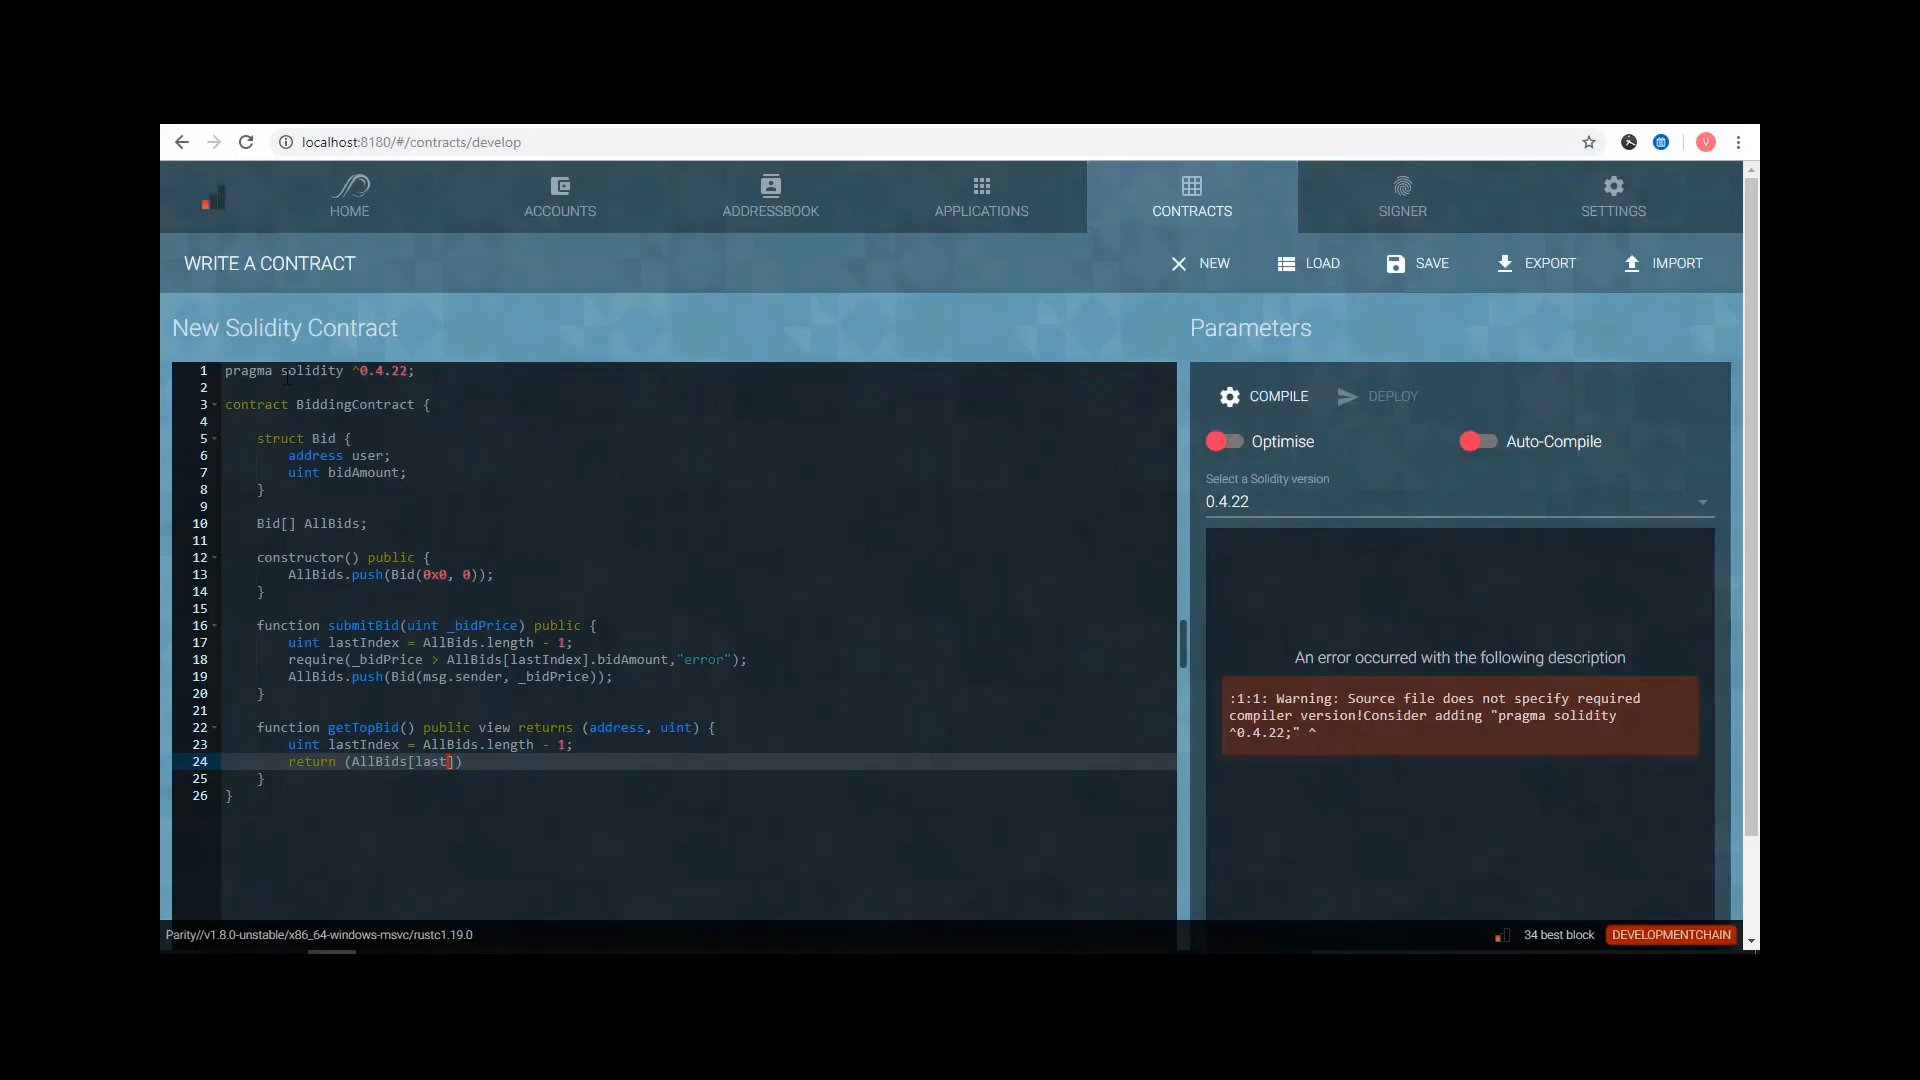 localhost:8180/#/contracts/develop
V
HOME
ACCOUNTS
ADDRESSBOOK
APPLICATIONS
CONTRACTS
SIGNER
SETTINGS
WRITE A CONTRACT
NEW
LOAD
SAVE
EXPORT
IMPORT
New Solidity Contract
1 pragma solidity ^0.4.22;
2
3 contract BiddingContract {
4
5 struct Bid {
6 address user;
7 uint bidAmount;
8 }
9
10 Bid[] AllBids;
11
12 constructor() public {
13 AllBids.push(Bid(0x0, 0));
14 }
15
16 function submitBid(uint _bidPrice) public {
17 uint lastIndex = AllBids.length - 1;
18 require(_bidPrice > AllBids[lastIndex].bidAmount,"error");
19 AllBids.push(Bid(msg.sender, _bidPrice));
20 }
21
22 function getTopBid() public view returns (address, uint) {
23 uint lastIndex = AllBids.length - 1;
24 return (AllBids[last])
25 }
26 }
Parameters
COMPILE
DEPLOY
Optimise
Auto-Compile
Select a Solidity version
0.4.22
An error occurred with the following description
:1:1: Warning: Source file does not specify required
compiler version!Consider adding "pragma solidity
^0.4.22;" ^
Parity//v1.8.0-unstable/x86_64-windows-msvc/rustc1.19.0
34 best block
DEVELOPMENTCHAIN